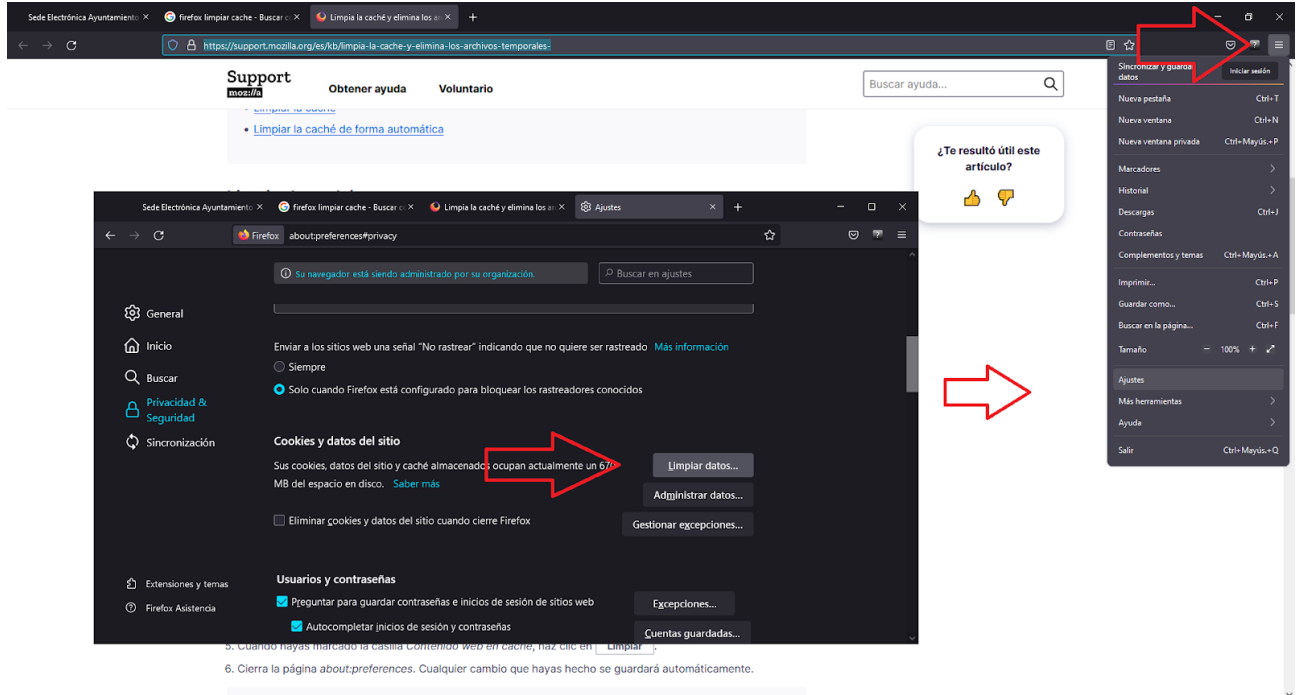 Sede Electrónica Ayuntamiento
firefox limpiar cache - Buscar c
Limpia la caché y elimina los ar
https://support.mozilla.org/es/kb/limpia-la-cache-y-elimina-los-archivos-temporales-
Support
moz://a
Obtener ayuda
Voluntario
Buscar ayuda...
Limpiar la caché
• Limpiar la caché de forma automática
¿Te resultó útil este
artículo?
Sincronizar y guardar
datos
Iniciar sesión
Nueva pestaña Ctrl+T
Nueva ventana Ctrl+N
Nueva ventana privada Ctrl+Mayús.+P
Marcadores
Historial
Descargas Ctrl+J
Contraseñas
Complementos y temas Ctrl+Mayús.+A
Imprimir... Ctrl+P
Guardar como... Ctrl+S
Buscar en la página... Ctrl+F
Tamaño − 100% +
Ajustes
Más herramientas
Ayuda
Salir Ctrl+Mayús.+Q
Sede Electrónica Ayuntamiento
firefox limpiar cache - Buscar c
Limpia la caché y elimina los ar
Ajustes
Firefox about:preferences#privacy
Su navegador está siendo administrado por su organización.
Buscar en ajustes
General
Inicio
Buscar
Privacidad &
Seguridad
Sincronización
Extensiones y temas
Firefox Asistencia
Enviar a los sitios web una señal “No rastrear” indicando que no quiere ser rastreado Más información
Siempre
Solo cuando Firefox está configurado para bloquear los rastreadores conocidos
Cookies y datos del sitio
Sus cookies, datos del sitio y caché almacenados ocupan actualmente un 670
MB del espacio en disco. Saber más
Limpiar datos...
Administrar datos...
Eliminar cookies y datos del sitio cuando cierre Firefox
Gestionar excepciones...
Usuarios y contraseñas
Preguntar para guardar contraseñas e inicios de sesión de sitios web
Excepciones...
Autocompletar inicios de sesión y contraseñas
Cuentas guardadas...
5. Cuando hayas marcado la casilla Contenido web en caché, haz clic en Limpiar .
6. Cierra la página about:preferences. Cualquier cambio que hayas hecho se guardará automáticamente.